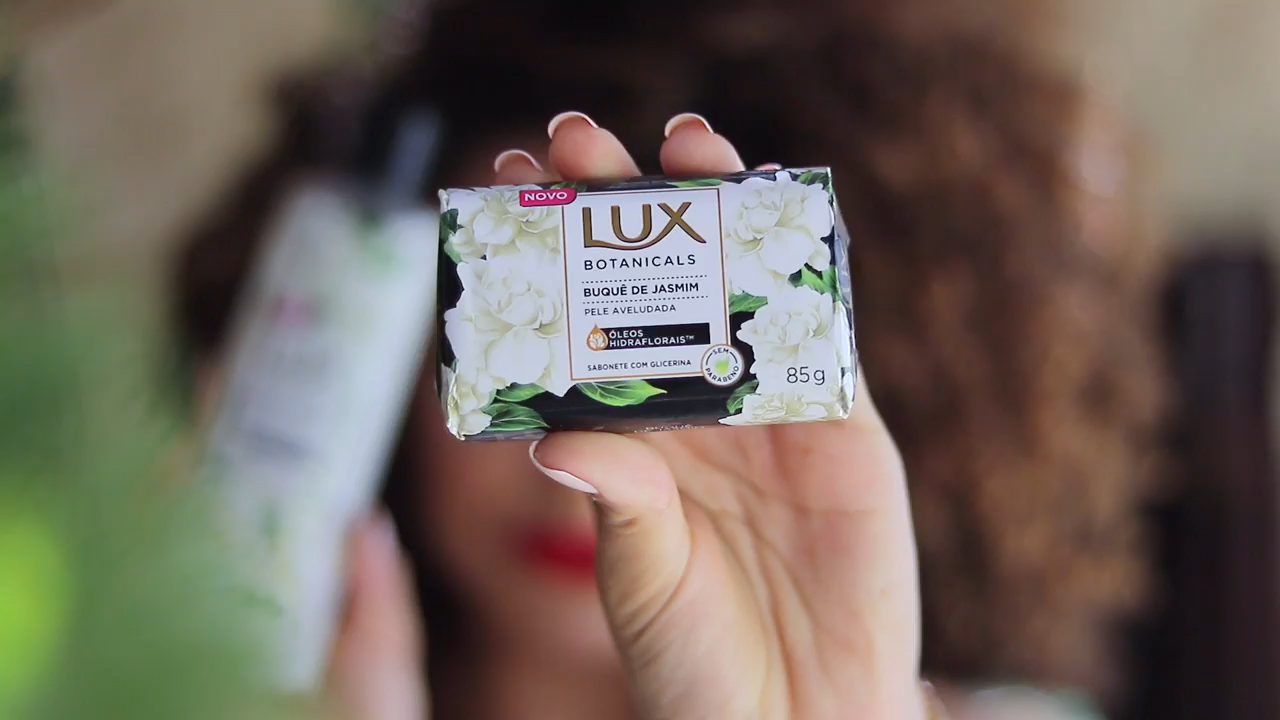 NOVO
LUX
BOTANICALS
BUQUÊ DE JASMIM
PELE AVELUDADA
ÓLEOS
HIDRAFLORAIS™
SABONETE COM GLICERINA
SEM
PARABENO
85g